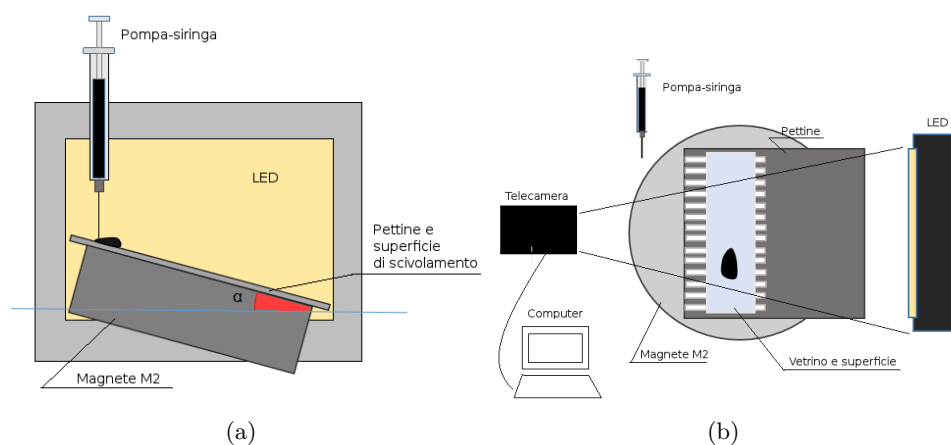 Pompa-siringa
LED
Pettine e
superficie
di scivolamento
α
Magnete M2
(a)
Pompa-siringa
LED
Pettine
Telecamera
Computer
Magnete M2
Vetrino e superficie
(b)